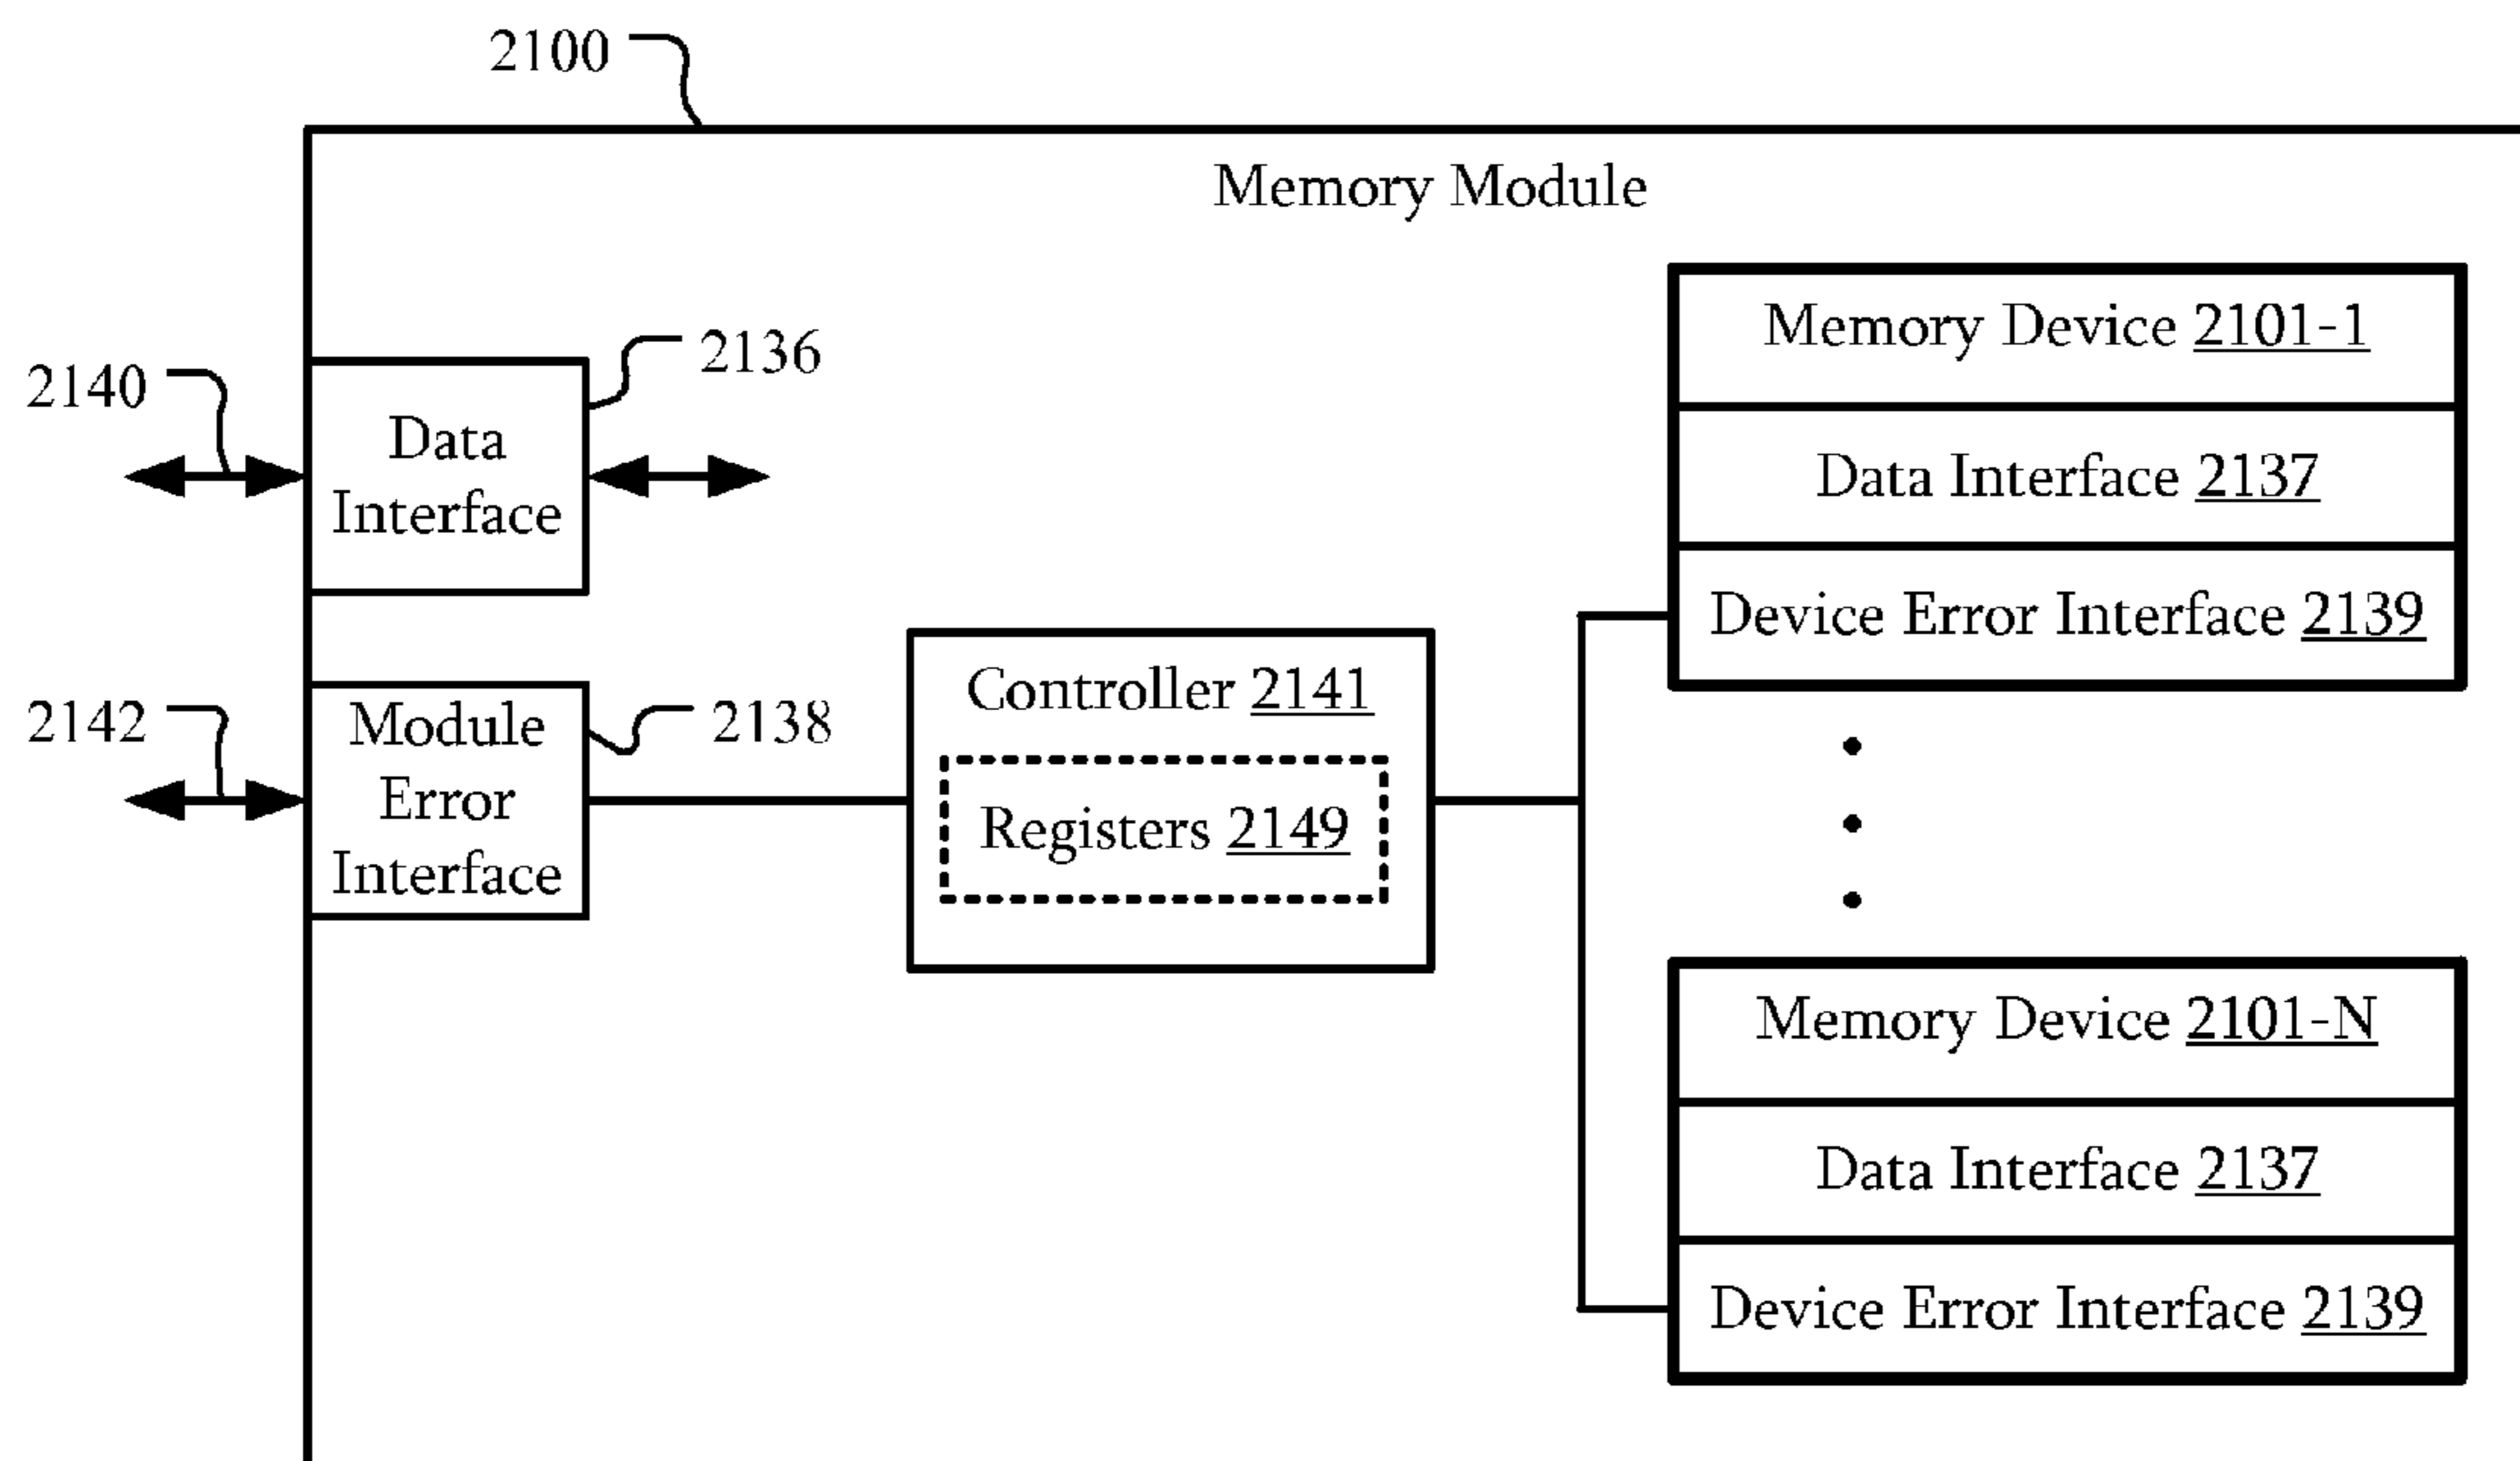 2100
Memory Module
2140
Data
Interface
2136
2142
Module
Error
Interface
2138
Controller 2141
Registers 2149
Memory Device 2101-1
Data Interface 2137
Device Error Interface 2139
Memory Device 2101-N
Data Interface 2137
Device Error Interface 2139